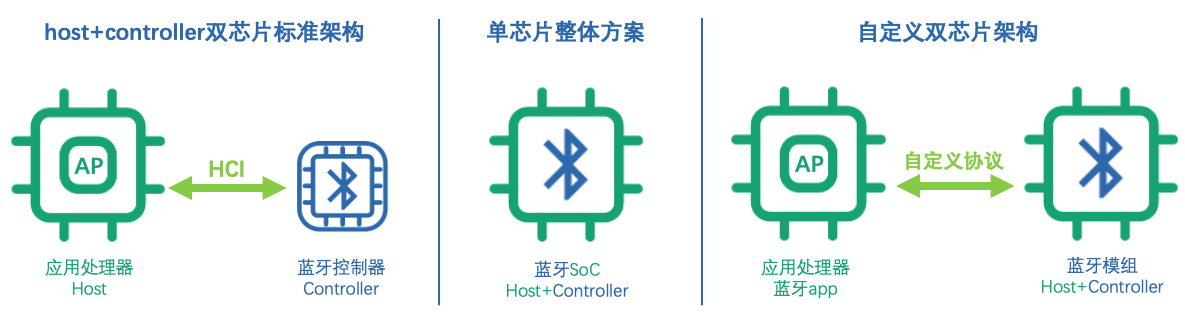 host+controller双芯片标准架构
AP
HCI
应用处理器
Host
蓝牙控制器
Controller
单芯片整体方案
蓝牙SoC
Host+Controller
自定义双芯片架构
AP
自定义协议
应用处理器
蓝牙app
蓝牙模组
Host+Controller